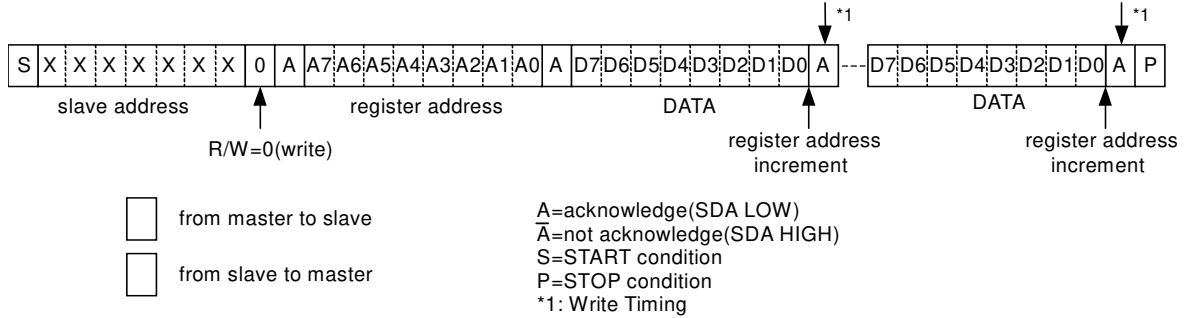 *1 *1
S X X X X X X X 0 A A7 A6 A5 A4 A3 A2 A1 A0 A D7 D6 D5 D4 D3 D2 D1 D0 A --- D7 D6 D5 D4 D3 D2 D1 D0 A P
slave address register address DATA DATA
R/W=0(write)
register address
increment
register address
increment
from master to slave
from slave to master
A=acknowledge(SDA LOW)
A̅=not acknowledge(SDA HIGH)
S=START condition
P=STOP condition
*1: Write Timing